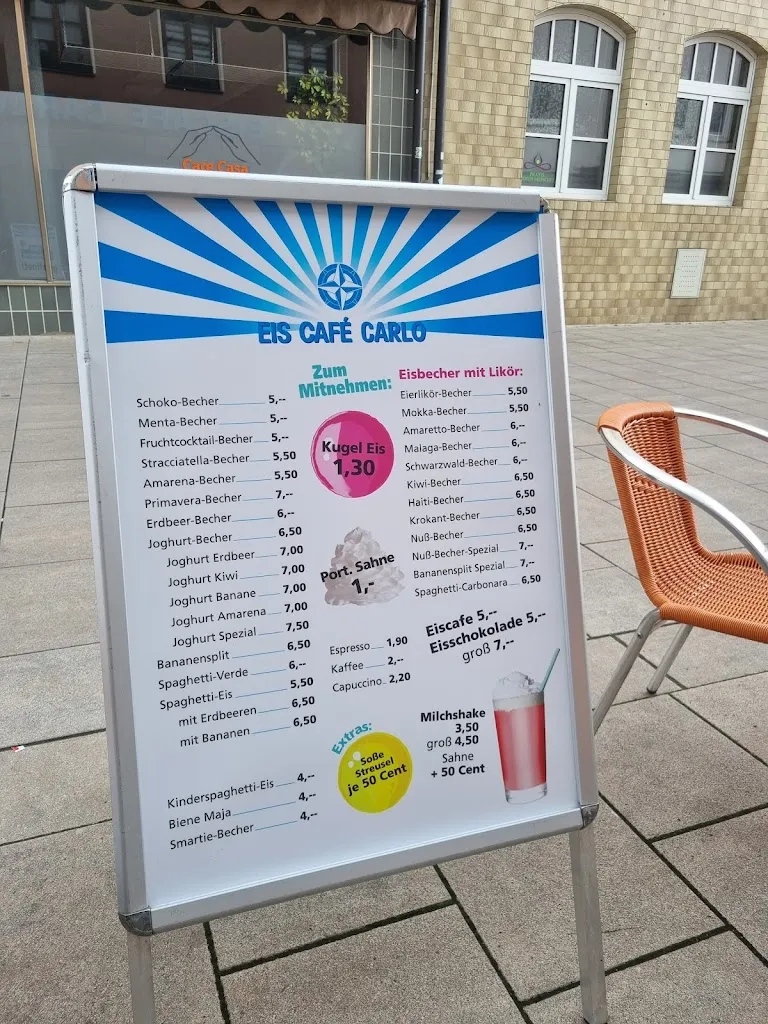 Care Casa
EIS CAFÉ CARLO
Schoko-Becher 5,--
Menta-Becher 5,--
Fruchtcocktail-Becher 5,--
Stracciatella-Becher 5,50
Amarena-Becher 5,50
Primavera-Becher 7,--
Erdbeer-Becher 6,--
Joghurt-Becher 6,50
Joghurt Erdbeer 7,00
Joghurt Kiwi 7,00
Joghurt Banane 7,00
Joghurt Amarena 7,00
Joghurt Spezial 7,50
Bananensplit 6,50
Spaghetti-Verde 6,--
Spaghetti-Eis 5,50
mit Erdbeeren 6,50
mit Bananen 6,50
Kinderspaghetti-Eis 4,--
Biene Maja 4,--
Smartie-Becher 4,--
Zum
Mitnehmen:
Kugel Eis
1,30
Port. Sahne
1,-
Espresso 1,90
Kaffee 2,--
Capuccino 2,20
Extras:
Soße
Streusel
je 50 Cent
Eisbecher mit Likör:
Eierlikör-Becher 5,50
Mokka-Becher 5,50
Amaretto-Becher 6,--
Malaga-Becher 6,--
Schwarzwald-Becher 6,--
Kiwi-Becher 6,50
Haiti-Becher 6,50
Krokant-Becher 6,50
Nuß-Becher 6,50
Nuß-Becher-Spezial 7,--
Bananensplit Spezial 7,--
Spaghetti-Carbonara 6,50
Eiscafe 5,--
Eisschokolade 5,--
groß 7,--
Milchshake
3,50
groß 4,50
Sahne
+ 50 Cent